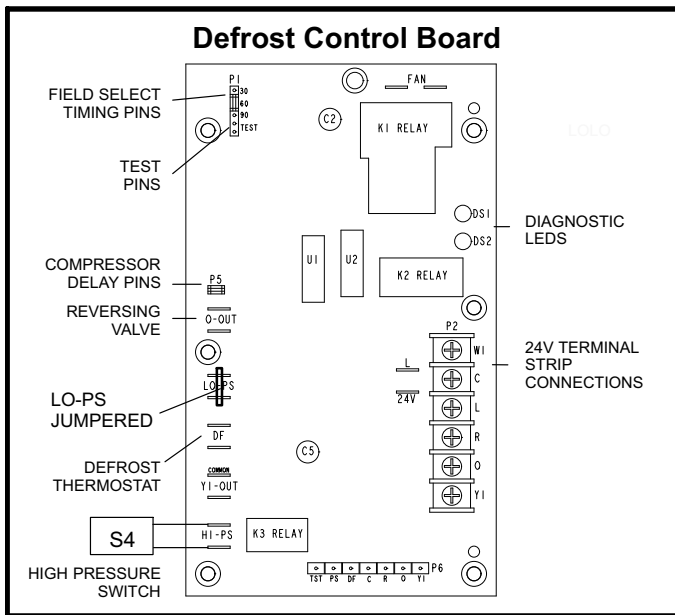 Defrost Control Board
FIELD SELECT
TIMING PINS
TEST
PINS
COMPRESSOR
DELAY PINS
REVERSING
VALVE
LO-PS
JUMPERED
DEFROST
THERMOSTAT
S4
HIGH PRESSURE
SWITCH
P1
30
60
90
TEST
FAN
C2
K1 RELAY
LOLO
DS1
DS2
DIAGNOSTIC
LEDS
U1
U2
K2 RELAY
P5
O-OUT
LO-PS
DF
COMMON
Y1-OUT
HI-PS
K3 RELAY
C5
L
24V
P2
W1
C
L
R
O
Y1
24V TERMINAL
STRIP
CONNECTIONS
P6
TST PS DF C R O Y1